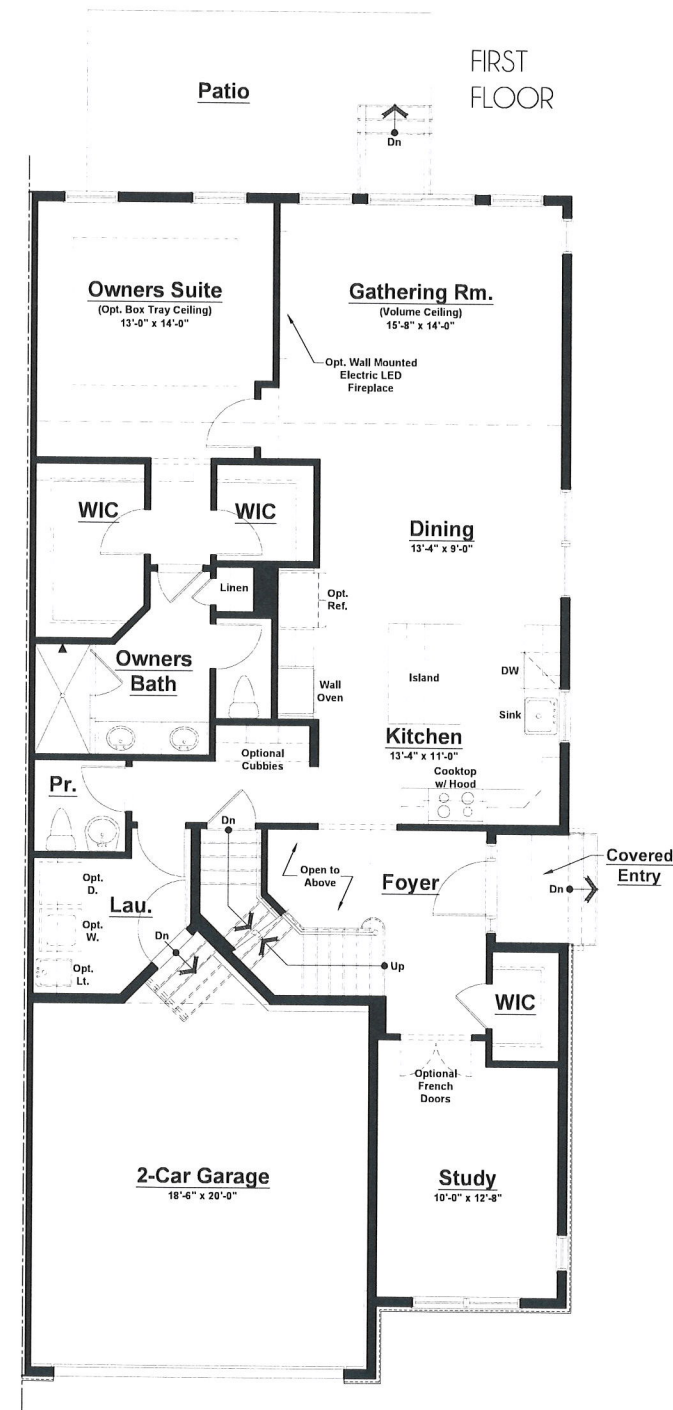 FIRST
FLOOR
Patio
Dn
Owners Suite
(Opt. Box Tray Ceiling)
13'-0" x 14'-0"
Gathering Rm.
(Volume Ceiling)
15'-8" x 14'-0"
Opt. Wall Mounted
Electric LED
Fireplace
WIC
WIC
Dining
13'-4" x 9'-0"
Linen
Opt.
Ref.
Owners
Bath
Wall
Oven
Island
DW
Sink
Kitchen
13'-4" x 11'-0"
Cooktop
w/ Hood
Optional
Cubbies
Pr.
Dn
Open to
Above
Foyer
Covered
Entry
Dn
Opt.
D.
Lau.
Opt.
W.
Dn
Opt.
Lt.
Up
WIC
Optional
French
Doors
2-Car Garage
18'-6" x 20'-0"
Study
10'-0" x 12'-8"